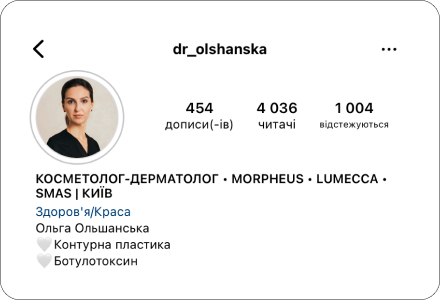 dr_olshanska
454
4 036
1 004
дописи(-ів)
читачі
відстежуються
КОСМЕТОЛОГ-ДЕРМАТОЛОГ • MORPHEUS • LUMECCA •
SMAS | КИЇВ
Здоров'я/Краса
Ольга Ольшанська
🤍Контурна пластика
🤍Ботулотоксин